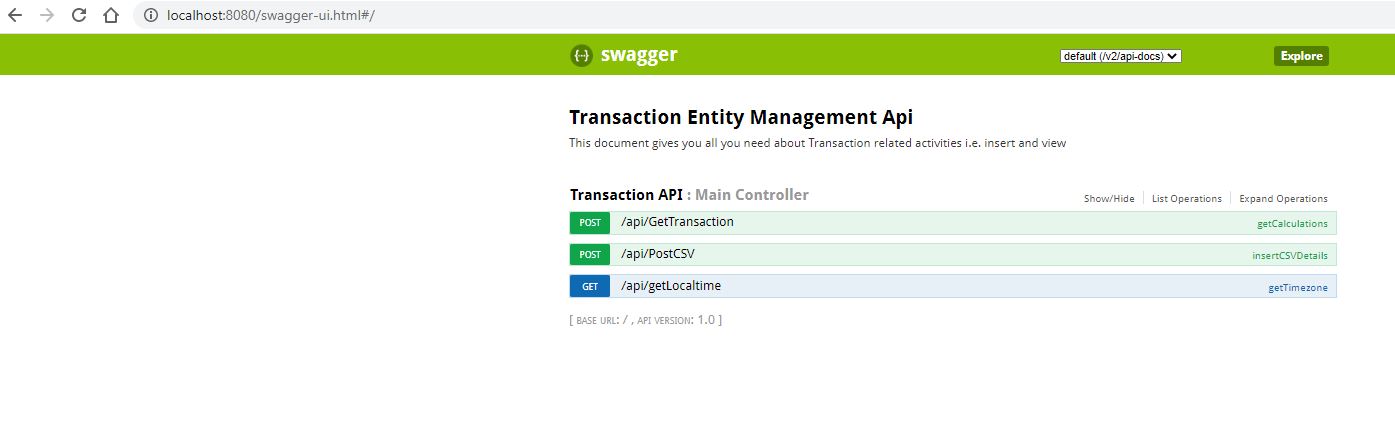 localhost:8080/swagger-ui.html#/
{··} swagger default (/v2/api-docs) Explore
Transaction Entity Management Api
This document gives you all you need about Transaction related activities i.e. insert and view
Transaction API : Main Controller Show/Hide List Operations Expand Operations
POST /api/GetTransaction getCalculations
POST /api/PostCSV insertCSVDetails
GET /api/getLocaltime getTimezone
[ BASE URL: / , API VERSION: 1.0 ]